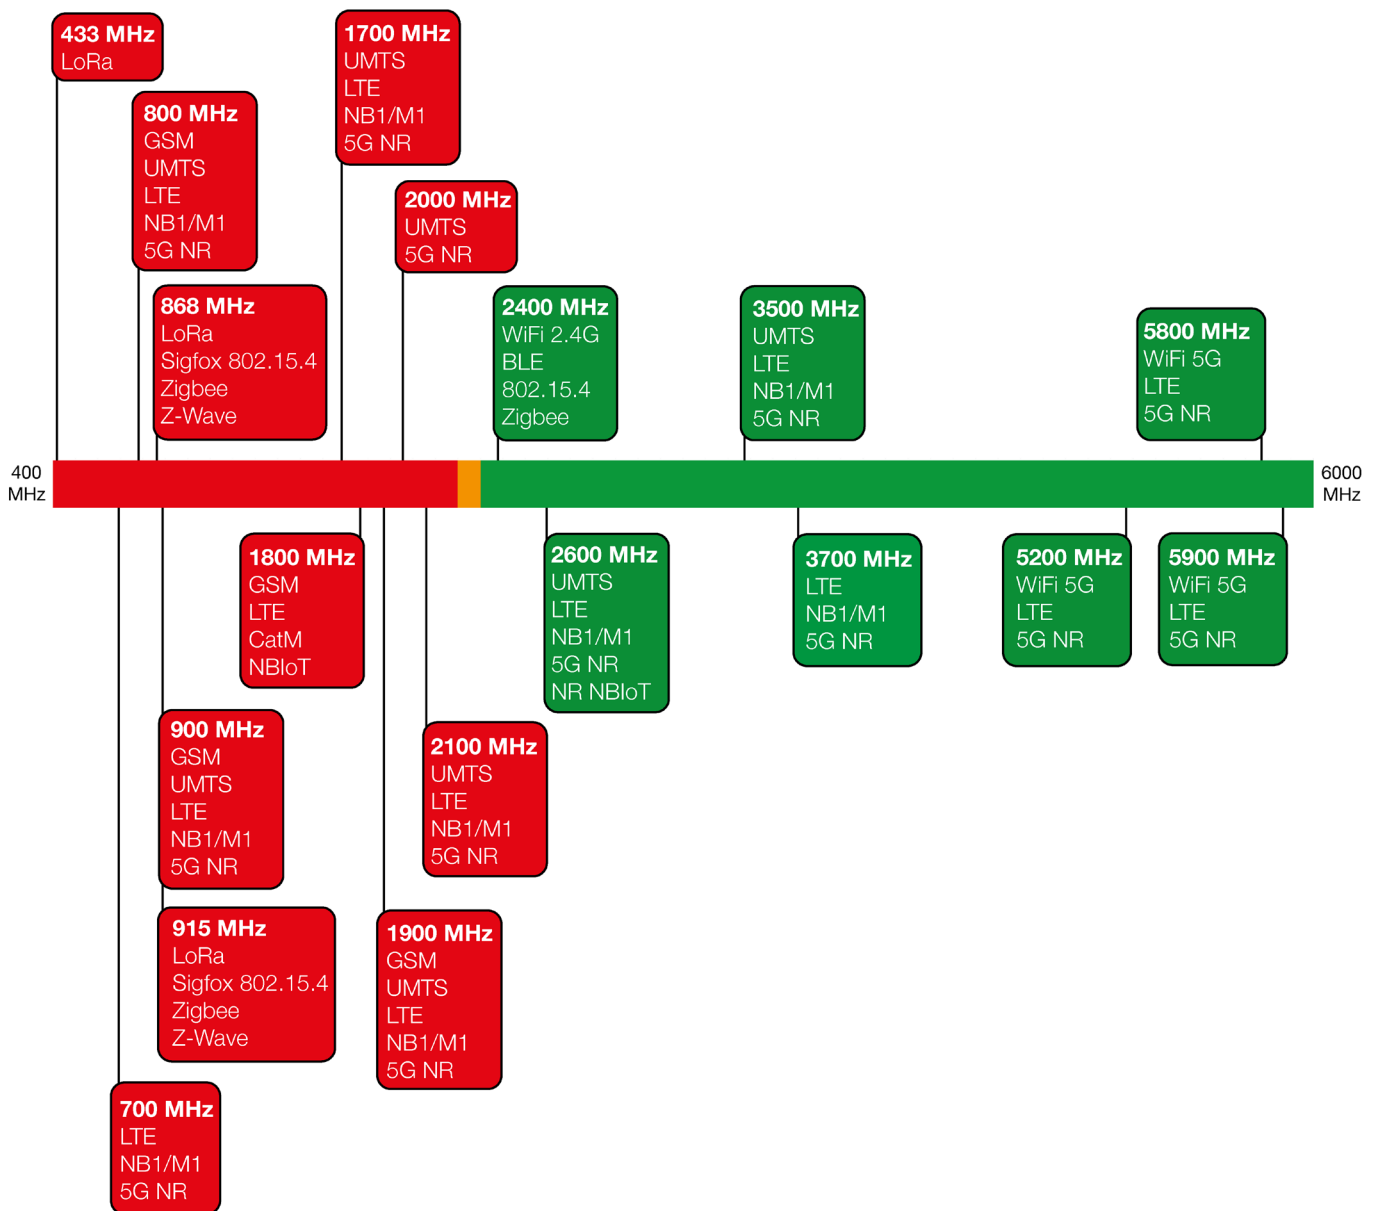 433 MHz
LoRa
800 MHz
GSM
UMTS
LTE
NB1/M1
5G NR
868 MHz
LoRa
Sigfox 802.15.4
Zigbee
Z-Wave
1700 MHz
UMTS
LTE
NB1/M1
5G NR
2000 MHz
UMTS
5G NR
2400 MHz
WiFi 2.4G
BLE
802.15.4
Zigbee
3500 MHz
UMTS
LTE
NB1/M1
5G NR
5800 MHz
WiFi 5G
LTE
5G NR
400
MHz
6000
MHz
1800 MHz
GSM
LTE
CatM
NBIoT
2600 MHz
UMTS
LTE
NB1/M1
5G NR
NR NBIoT
3700 MHz
LTE
NB1/M1
5G NR
5200 MHz
WiFi 5G
LTE
5G NR
5900 MHz
WiFi 5G
LTE
5G NR
900 MHz
GSM
UMTS
LTE
NB1/M1
5G NR
2100 MHz
UMTS
LTE
NB1/M1
5G NR
915 MHz
LoRa
Sigfox 802.15.4
Zigbee
Z-Wave
1900 MHz
GSM
UMTS
LTE
NB1/M1
5G NR
700 MHz
LTE
NB1/M1
5G NR